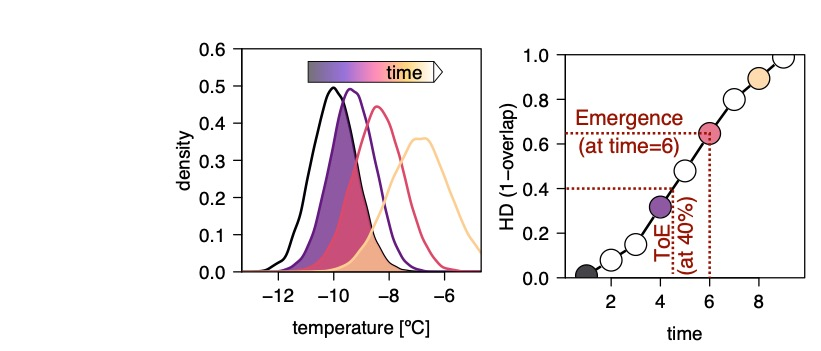 0.6
0.5
0.4
0.3
0.2
0.1
0.0
density
time
−12
−10
−8
−6
temperature [°C]
1.0
0.8
0.6
0.4
0.2
0.0
HD (1−overlap)
Emergence
(at time=6)
ToE
(at 40%)
2
4
6
8
time